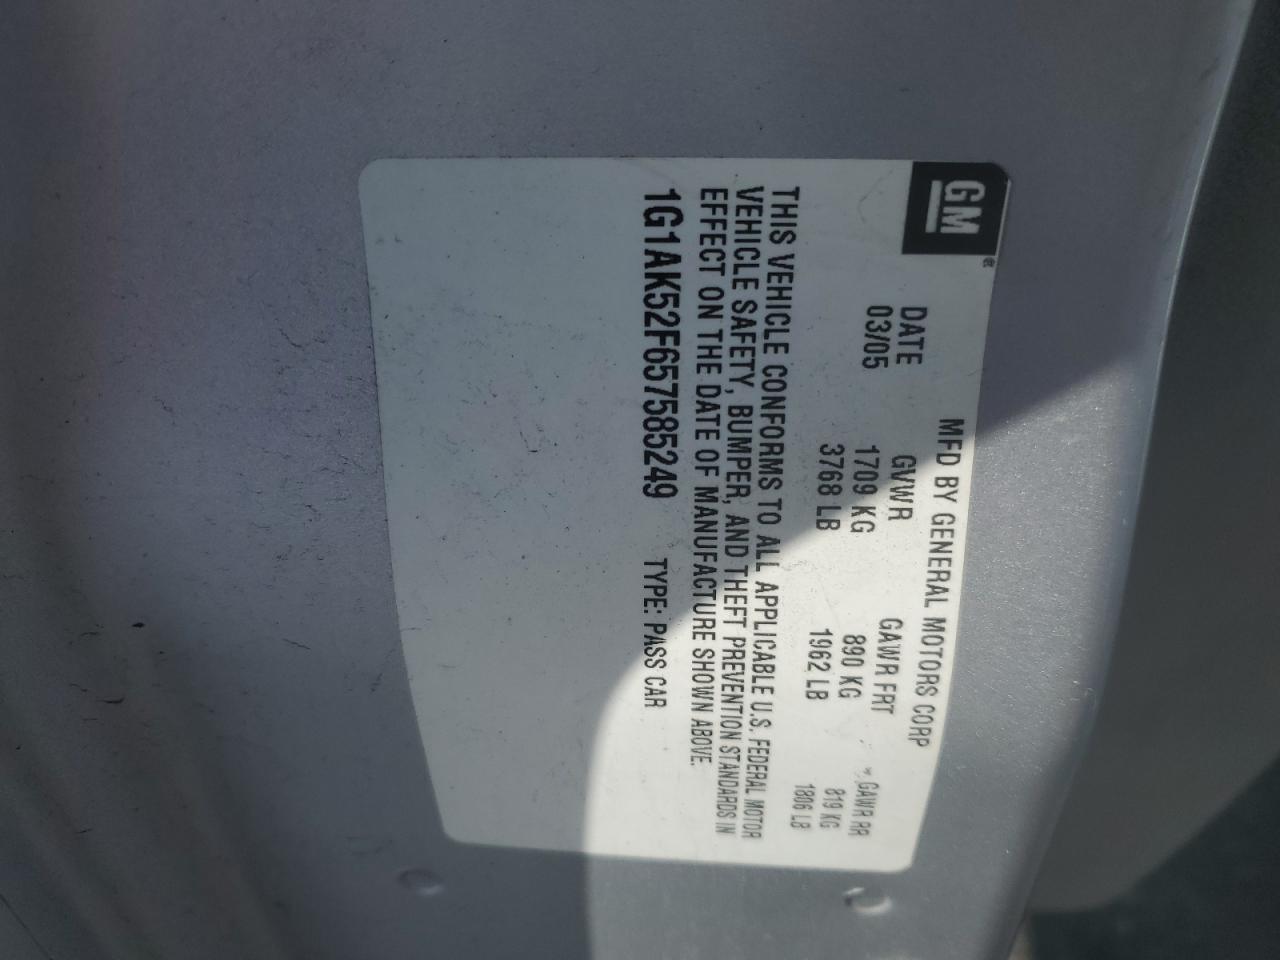 GM®
MFD BY GENERAL MOTORS CORP
DATE GVWR GAWR FRT GAWR RR
03/05 1709 KG 890 KG 819 KG
3768 LB 1962 LB 1806 LB
THIS VEHICLE CONFORMS TO ALL APPLICABLE U.S. FEDERAL MOTOR
VEHICLE SAFETY, BUMPER, AND THEFT PREVENTION STANDARDS IN
EFFECT ON THE DATE OF MANUFACTURE SHOWN ABOVE.
1G1AK52F657585249 TYPE: PASS CAR